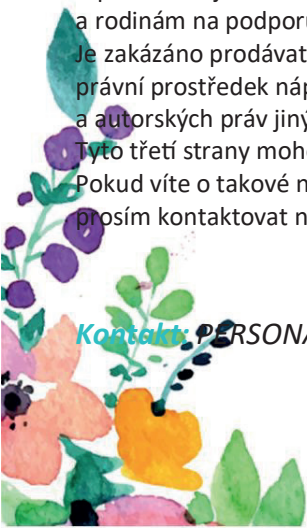 a rodinám na podporu
Je zakázáno prodávat
právní prostředek náp
a autorských práv jiný
Tyto třetí strany moho
Pokud víte o takové n
prosím kontaktovat n
Kontakt: PERSONA